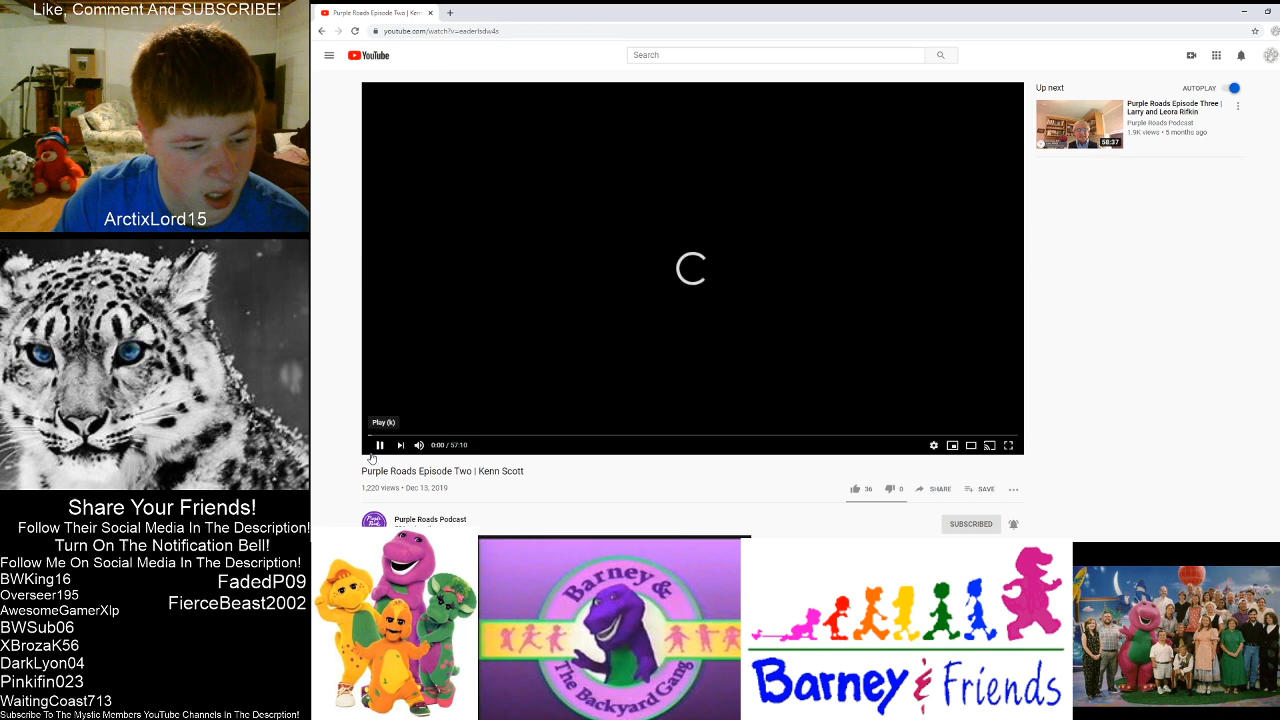 Like, Comment And SUBSCRIBE!
ArctixLord15
Share Your Friends!
Follow Their Social Media In The Description!
Turn On The Notification Bell!
Follow Me On Social Media In The Description!
BWKing16
FadedP09
Overseer195
FierceBeast2002
AwesomeGamerXlp
BWSub06
XBrozaK56
DarkLyon04
Pinkifin023
WaitingCoast713
Subscribe To The Mystic Members YouTube Channels In The Descrption!
Purple Roads Episode Two | Ken
youtube.com/watch?v=eaderlsdw4s
YouTube
Search
Up next
AUTOPLAY
Purple Roads Episode Three |
Larry and Leora Rifkin
Purple Roads Podcast
1.9K views • 5 months ago
58:37
Play (k)
0:00 / 57:10
Purple Roads Episode Two | Kenn Scott
1,220 views • Dec 13, 2019
36
0
SHARE
SAVE
Purple Roads Podcast
SUBSCRIBED
Barney &
The Backyard Gang
Barney & Friends